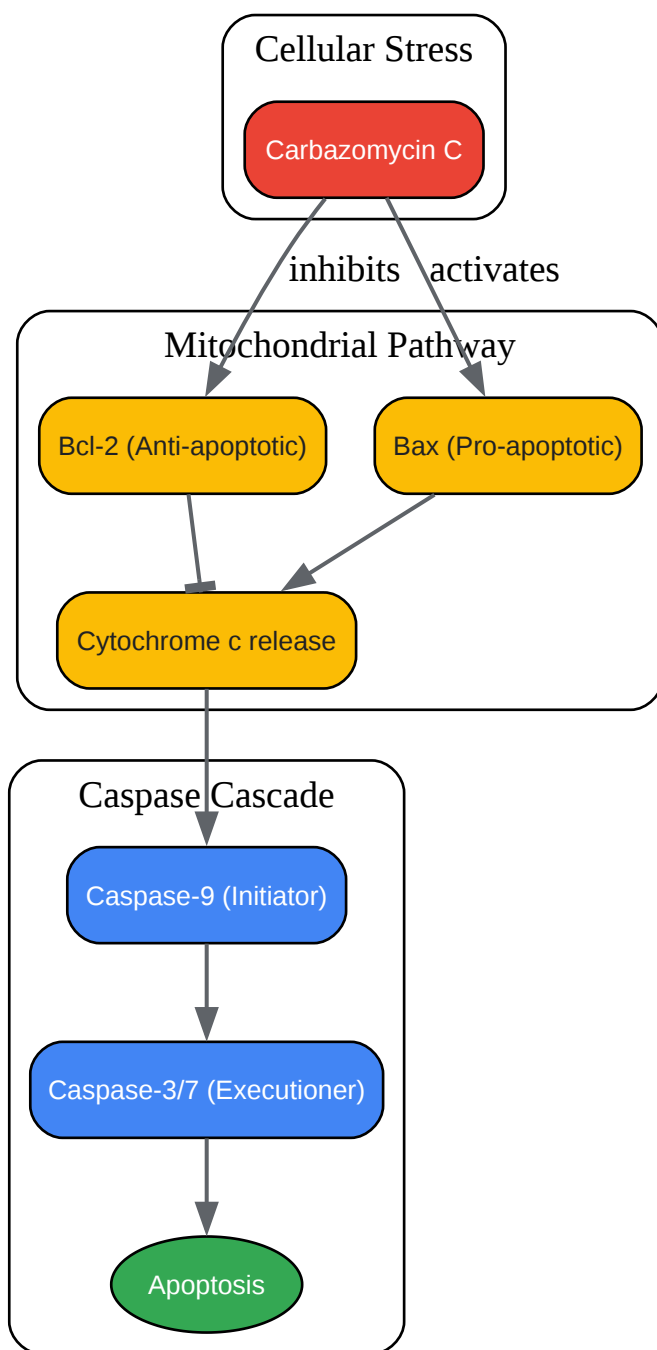 Cellular Stress
Carbazomycin C
inhibits
activates
Mitochondrial Pathway
Bcl-2 (Anti-apoptotic)
Bax (Pro-apoptotic)
Cytochrome c release
Caspase Cascade
Caspase-9 (Initiator)
Caspase-3/7 (Executioner)
Apoptosis